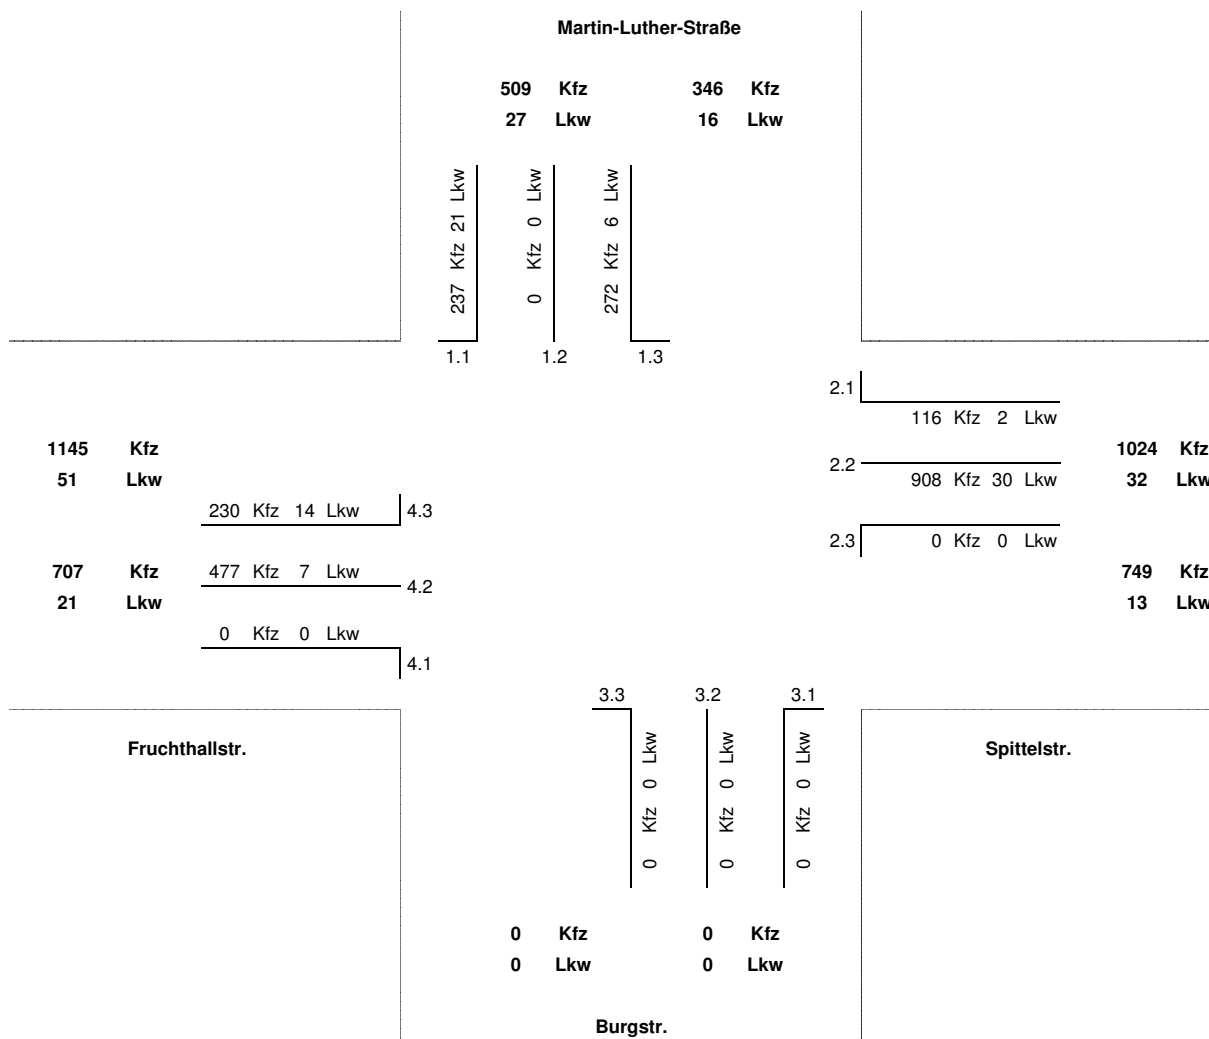 Martin-Luther-Straße
509 Kfz 346 Kfz
27 Lkw 16 Lkw
237 Kfz 21 Lkw
0 Kfz 0 Lkw
272 Kfz 6 Lkw
1.1 1.2 1.3
2.1
116 Kfz 2 Lkw
1145 Kfz
51 Lkw
2.2
908 Kfz 30 Lkw
1024 Kfz
32 Lkw
230 Kfz 14 Lkw 4.3
2.3
0 Kfz 0 Lkw
707 Kfz
21 Lkw
477 Kfz 7 Lkw 4.2
749 Kfz
13 Lkw
0 Kfz 0 Lkw
4.1
3.3 3.2 3.1
Fruchthallstr.
Spittelstr.
0 Kfz 0 Lkw
0 Kfz 0 Lkw
0 Kfz 0 Lkw
0 Kfz 0 Kfz
0 Lkw 0 Lkw
Burgstr.